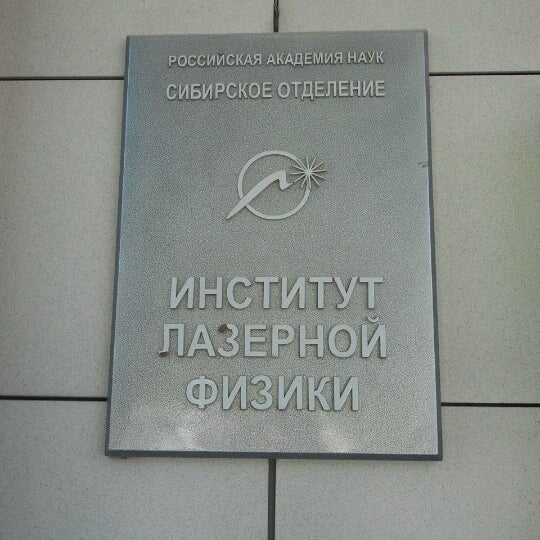 РОССИЙСКАЯ АКАДЕМИЯ НАУК
СИБИРСКОЕ ОТДЕЛЕНИЕ
ИНСТИТУТ
ЛАЗЕРНОЙ
ФИЗИКИ